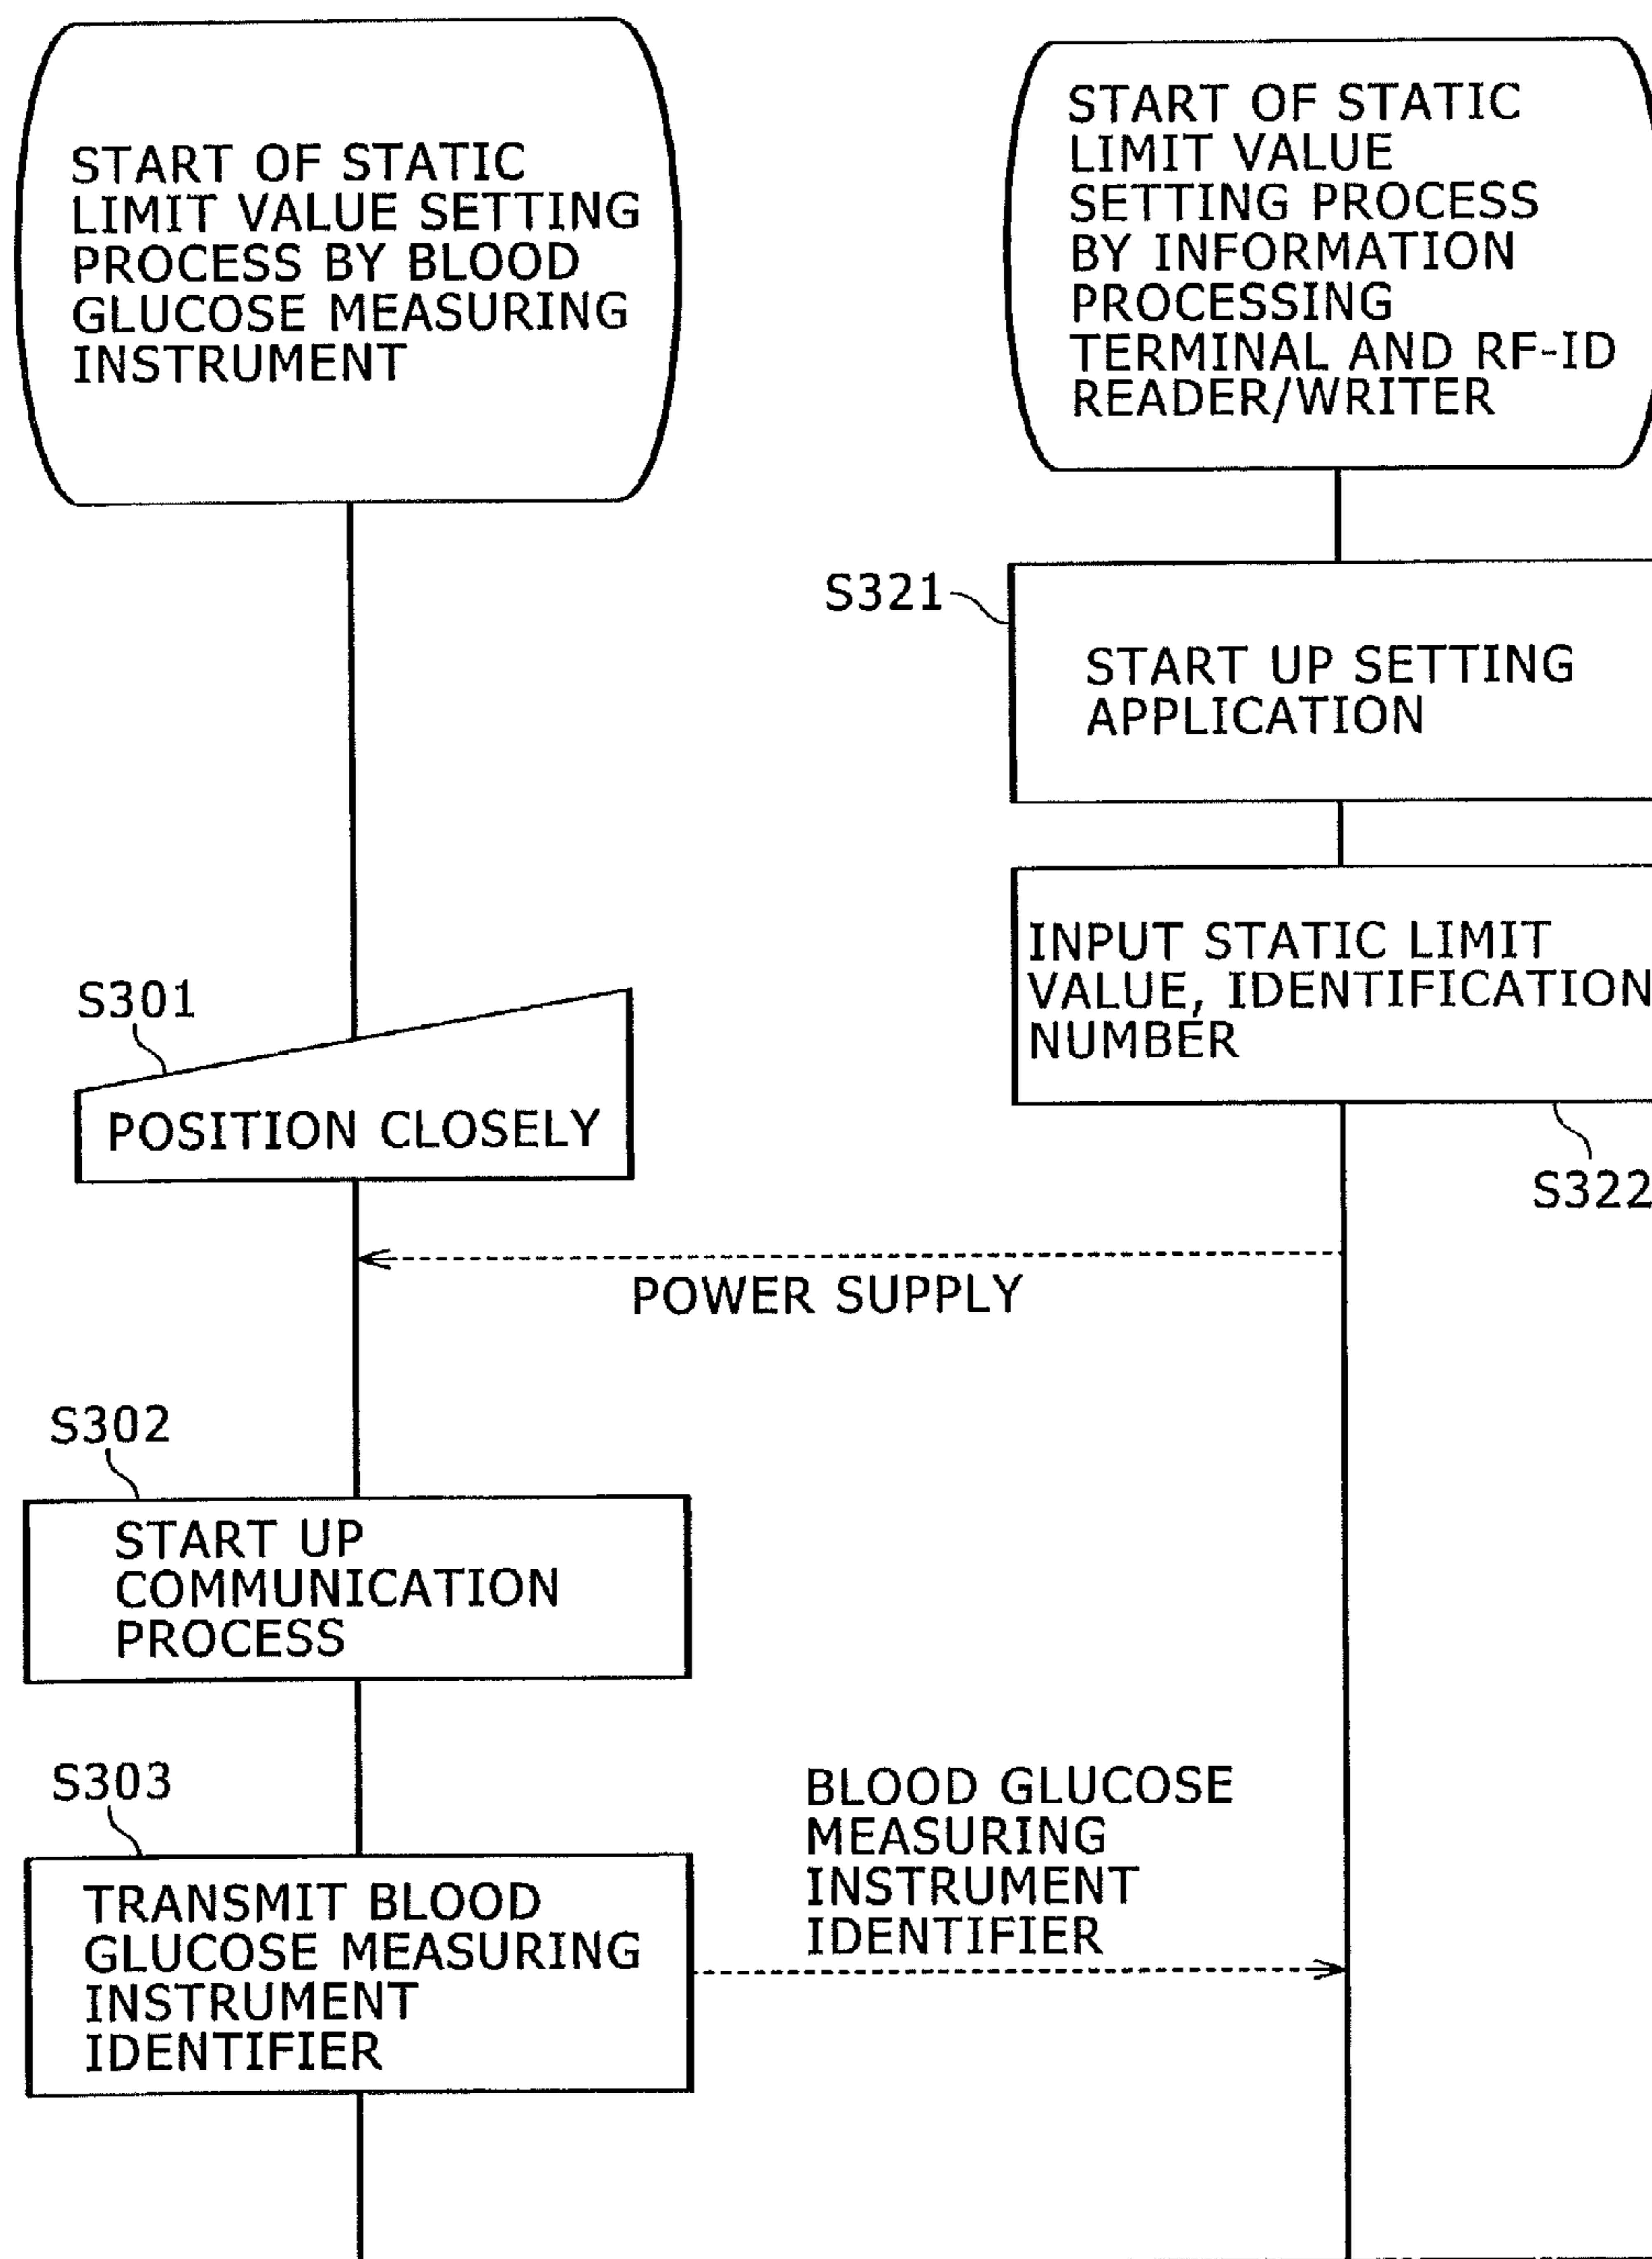 START OF STATIC
LIMIT VALUE SETTING
PROCESS BY BLOOD
GLUCOSE MEASURING
INSTRUMENT
START OF STATIC
LIMIT VALUE
SETTING PROCESS
BY INFORMATION
PROCESSING
TERMINAL AND RF-ID
READER/WRITER
S321
START UP SETTING
APPLICATION
INPUT STATIC LIMIT
VALUE, IDENTIFICATION
NUMBER
S322
S301
POSITION CLOSELY
POWER SUPPLY
S302
START UP
COMMUNICATION
PROCESS
S303
TRANSMIT BLOOD
GLUCOSE MEASURING
INSTRUMENT
IDENTIFIER
BLOOD GLUCOSE
MEASURING
INSTRUMENT
IDENTIFIER